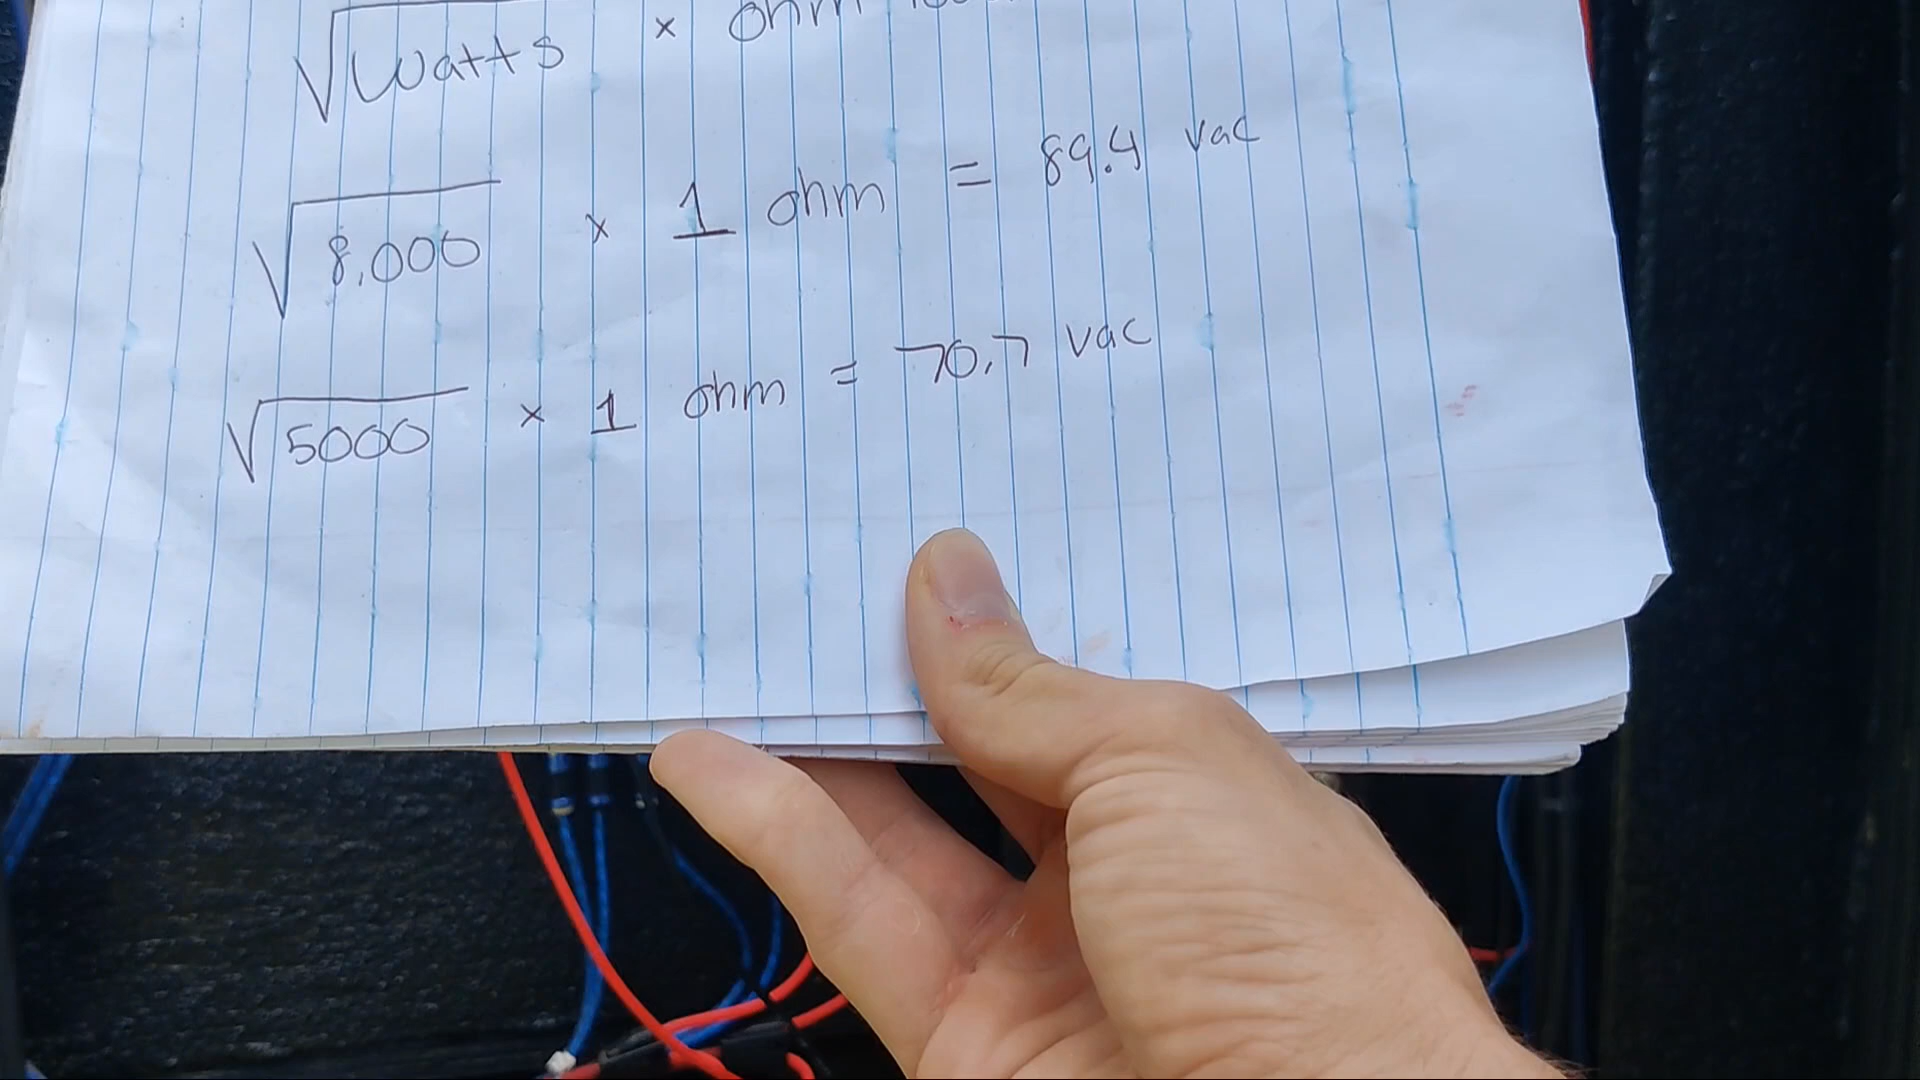 √Watts × ohm
√8,000 × 1 ohm = 89.4 vac
√5000 × 1 ohm = 70.7 vac